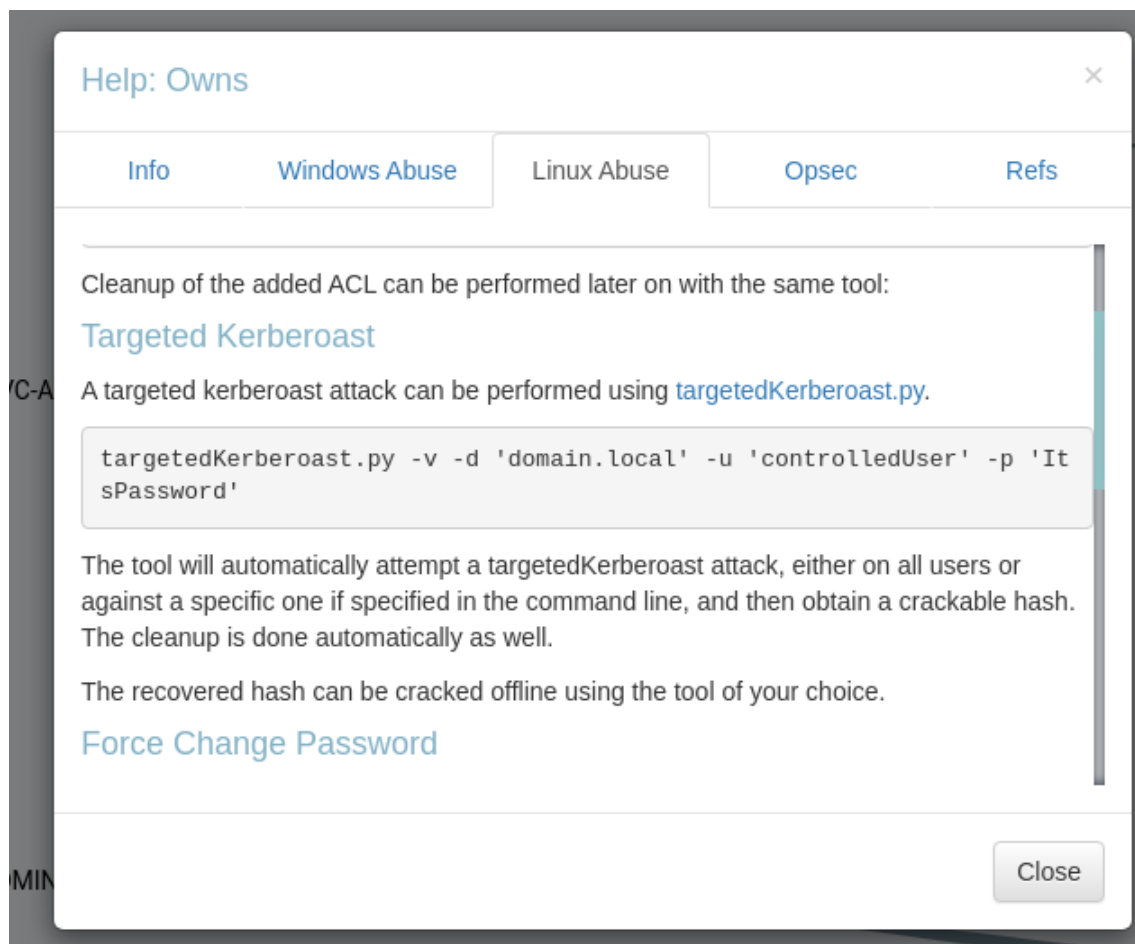 Help: Owns
×
Info
Windows Abuse
Linux Abuse
Opsec
Refs
Cleanup of the added ACL can be performed later on with the same tool:
Targeted Kerberoast
VC-A
A targeted kerberoast attack can be performed using targetedKerberoast.py.
targetedKerberoast.py -v -d 'domain.local' -u 'controlledUser' -p 'It
sPassword'
The tool will automatically attempt a targetedKerberoast attack, either on all users or
against a specific one if specified in the command line, and then obtain a crackable hash.
The cleanup is done automatically as well.
The recovered hash can be cracked offline using the tool of your choice.
Force Change Password
Close